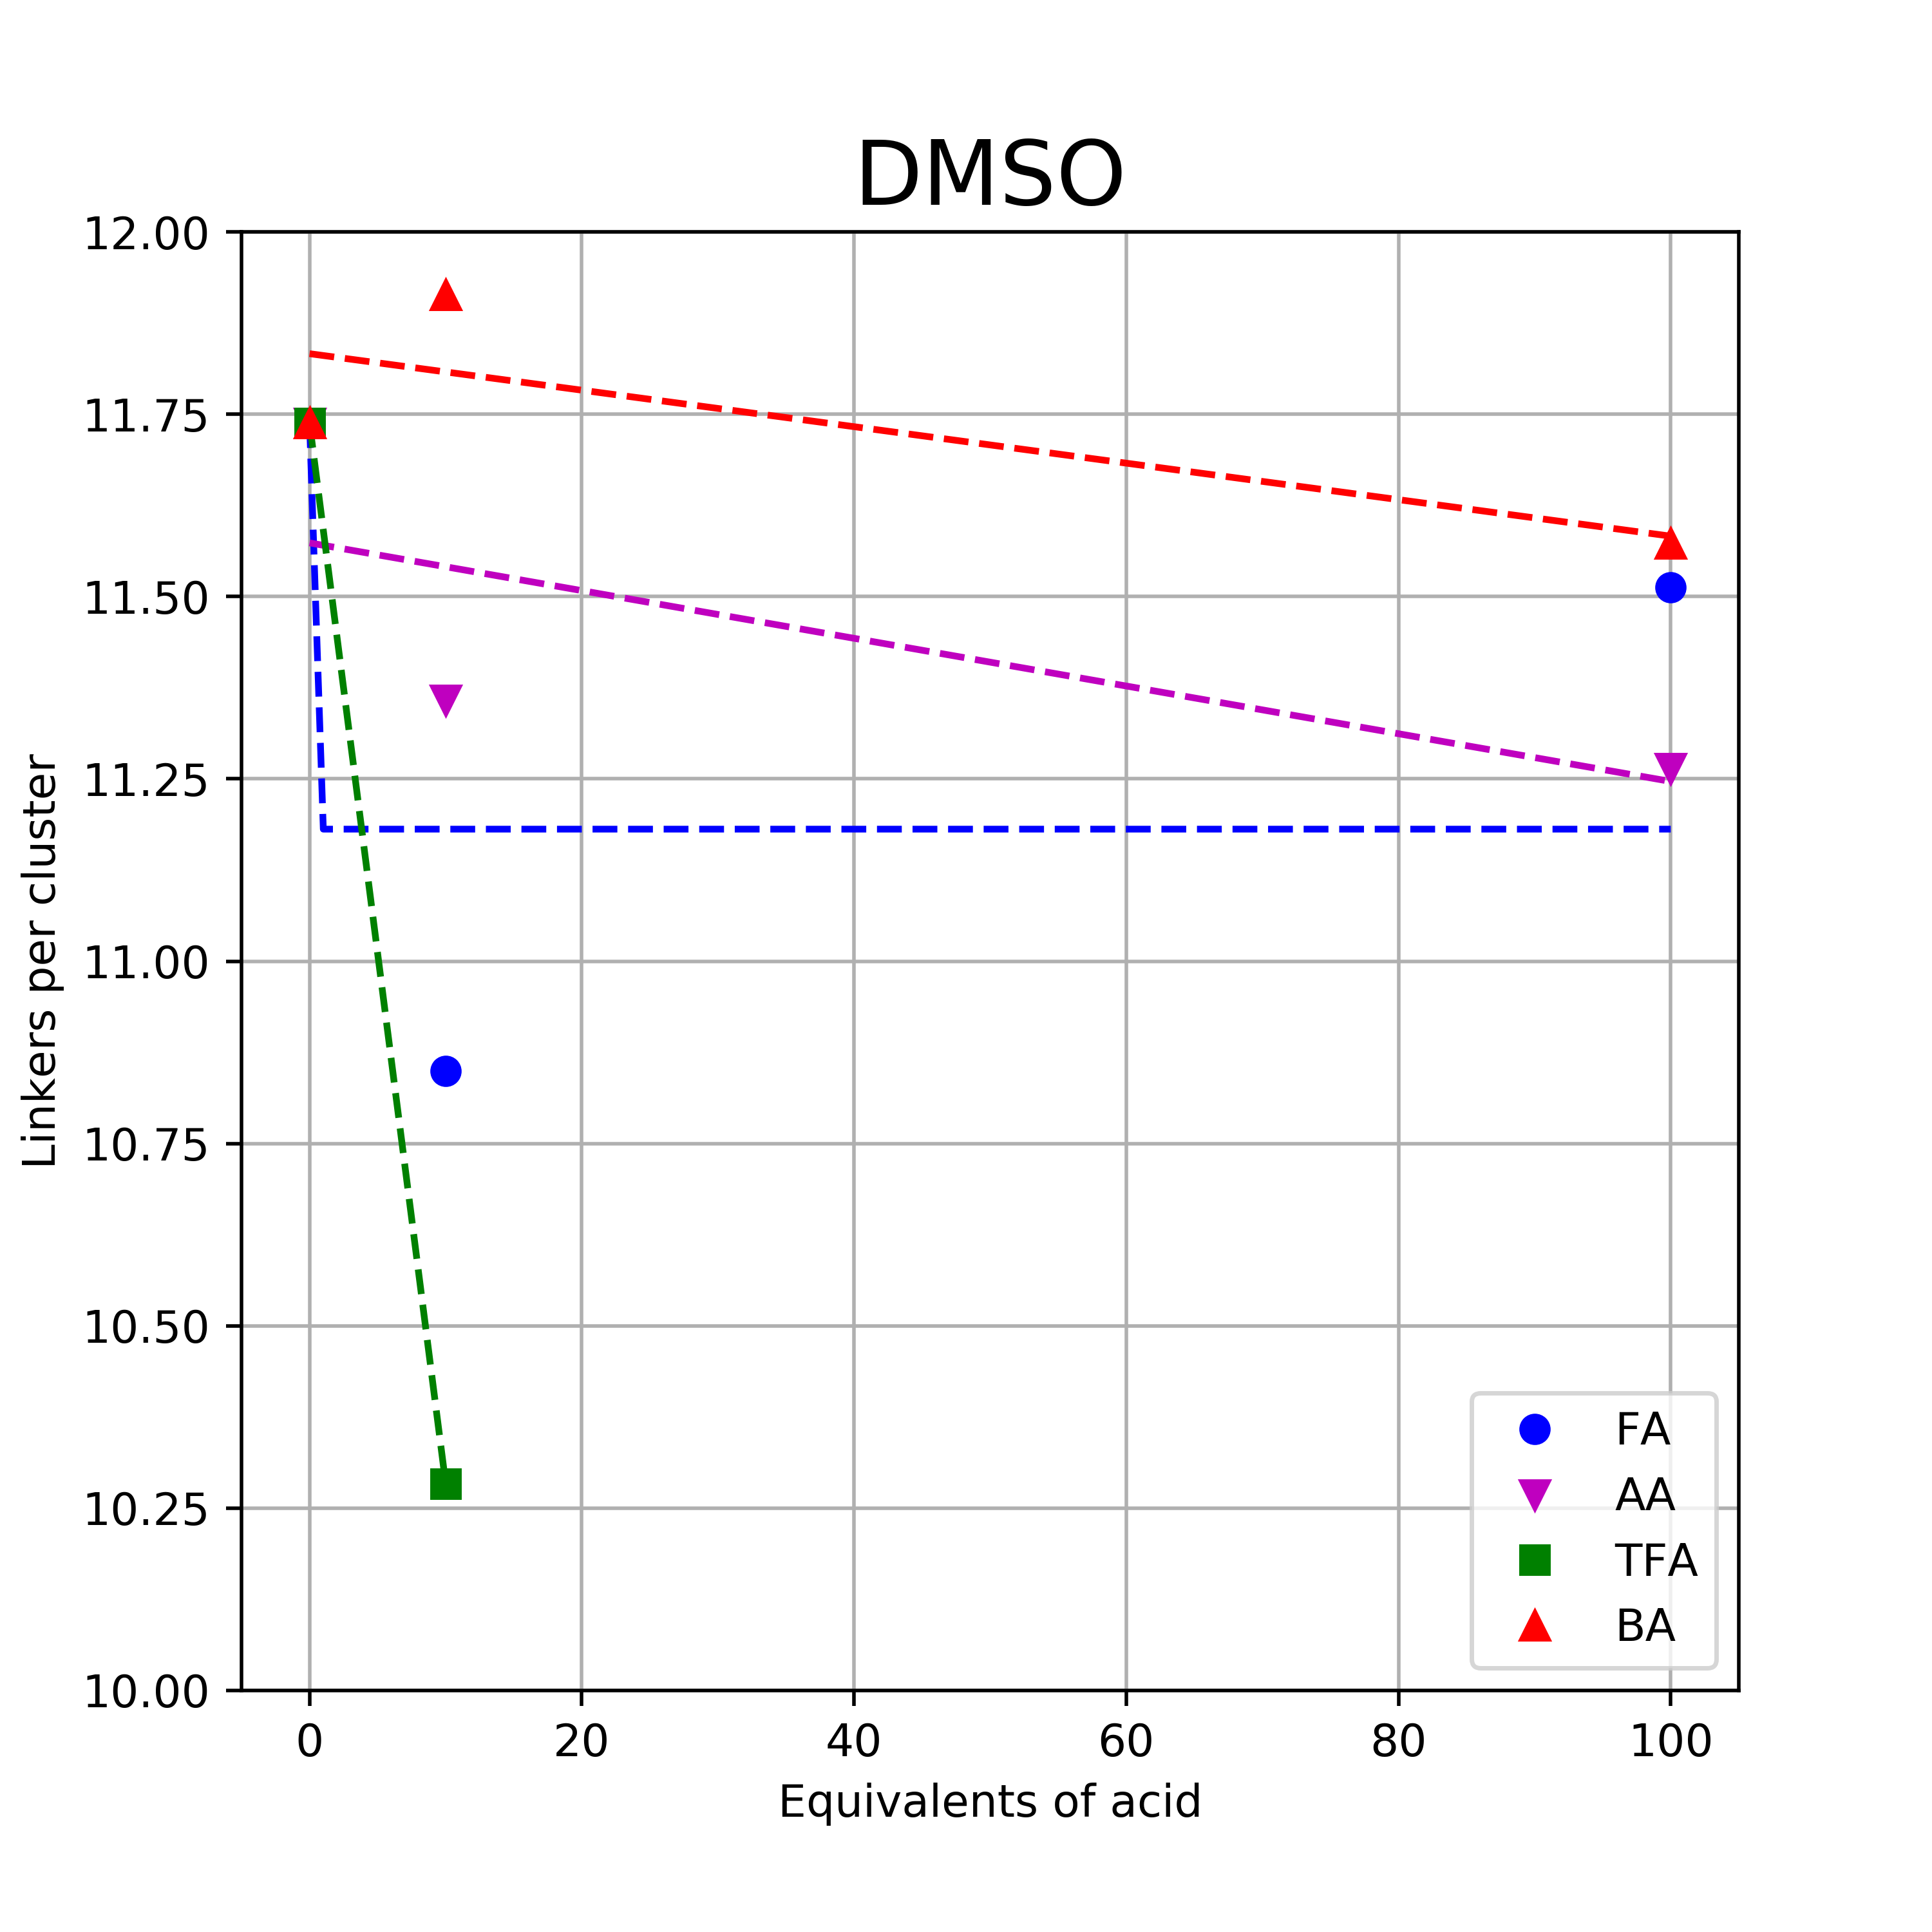 DMSO
12.00
11.75
11.50
11.25
11.00
10.75
10.50
10.25
10.00
Linkers per cluster
0 20 40 60 80 100
Equivalents of acid
FA
AA
TFA
BA